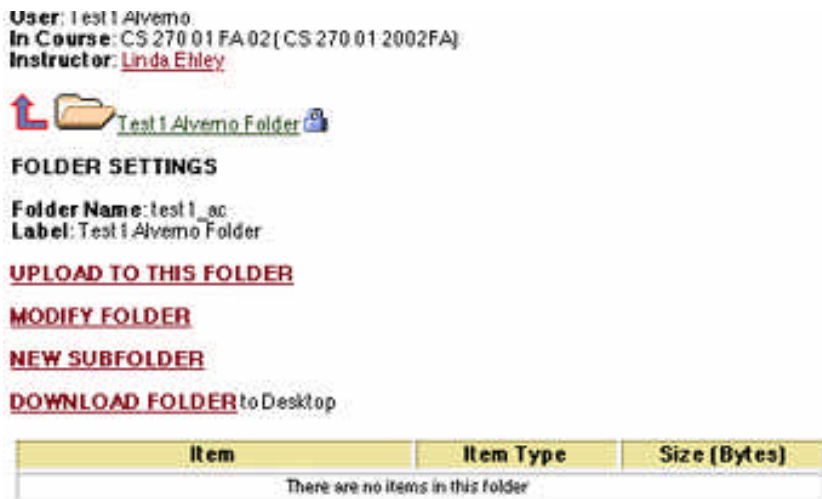 User: Test1 Alverno
In Course: CS 270 01 FA 02 ( CS 270 01 2002FA)
Instructor: Linda Ehley
Test1 Alverno Folder
FOLDER SETTINGS
Folder Name: test1_ac
Label: Test1 Alverno Folder
UPLOAD TO THIS FOLDER
MODIFY FOLDER
NEW SUBFOLDER
DOWNLOAD FOLDER to Desktop
Item Item Type Size (Bytes)
There are no items in this folder